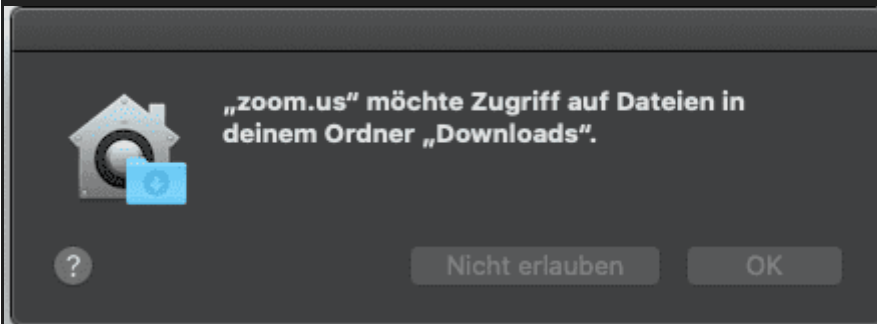 „zoom.us“ möchte Zugriff auf Dateien in
deinem Ordner „Downloads“.
?
Nicht erlauben
OK